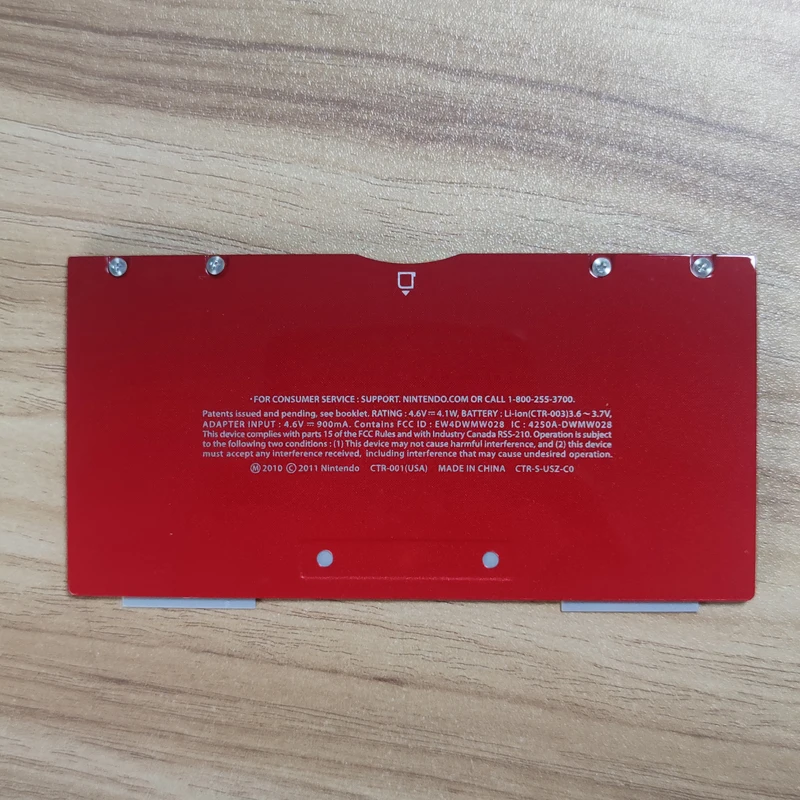 ·FOR CONSUMER SERVICE : SUPPORT. NINTENDO.COM OR CALL 1-800-255-3700.
Patents issued and pending, see booklet. RATING : 4.6V⎓4.1W, BATTERY : Li-ion(CTR-003)3.6～3.7V,
ADAPTER INPUT : 4.6V ⎓ 900mA. Contains FCC ID : EW4DWMW028 IC : 4250A-DWMW028
This device complies with parts 15 of the FCC Rules and with Industry Canada RSS-210. Operation is subject
to the following two conditions : (1) This device may not cause harmful interference, and (2) this device
must accept any interference received, including interference that may cause undesired operation.
Ⓜ 2010 Ⓒ 2011 Nintendo CTR-001(USA) MADE IN CHINA CTR-S-USZ-C0